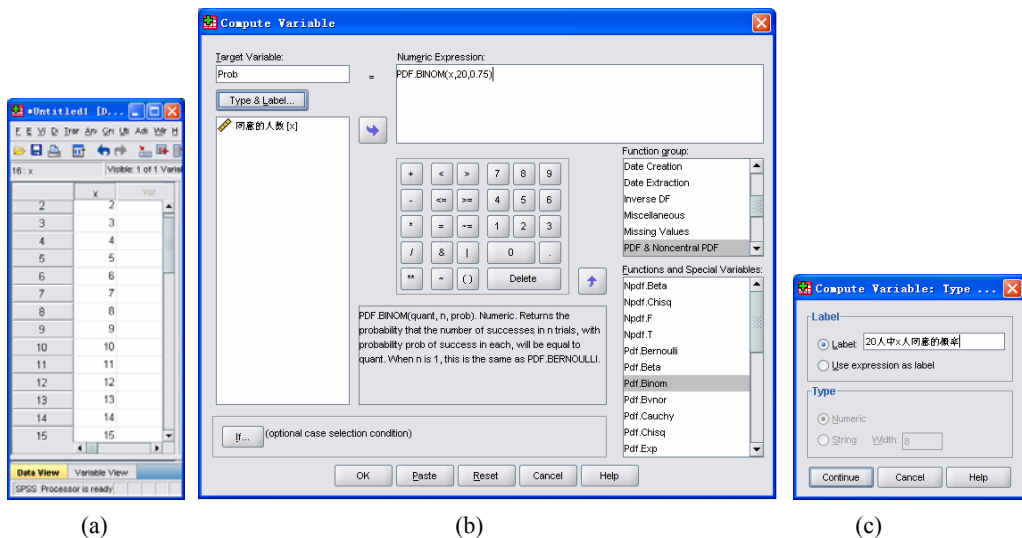 *Untitled1 [D...
16 : x
Visible: 1 of 1 Variabl
x
var
2 2
3 3
4 4
5 5
6 6
7 7
8 8
9 9
10 10
11 11
12 12
13 13
14 14
15 15
Data View
Variable View
SPSS Processor is ready
(a)
Compute Variable
Target Variable:
Prob
=
Numeric Expression:
PDF.BINOM(x,20,0.75)
Type & Label...
同意的人数 [x]
+ < > 7 8 9
- <= >= 4 5 6
* = ~= 1 2 3
/ & | 0 .
** ~ ( ) Delete
Function group:
Date Creation
Date Extraction
Inverse DF
Miscellaneous
Missing Values
PDF & Noncentral PDF
Functions and Special Variables:
Npdf.Beta
Npdf.Chisq
Npdf.F
Npdf.T
Pdf.Bernoulli
Pdf.Beta
Pdf.Binom
Pdf.Bvnor
Pdf.Cauchy
Pdf.Chisq
Pdf.Exp
PDF.BINOM(quant, n, prob). Numeric. Returns the
probability that the number of successes in n trials, with
probability prob of success in each, will be equal to
quant. When n is 1, this is the same as PDF.BERNOULLI.
If...
(optional case selection condition)
OK
Paste
Reset
Cancel
Help
(b)
Compute Variable: Type ...
Label
Label: 20人中x人同意的概率
Use expression as label
Type
Numeric
String Width: 8
Continue
Cancel
Help
(c)